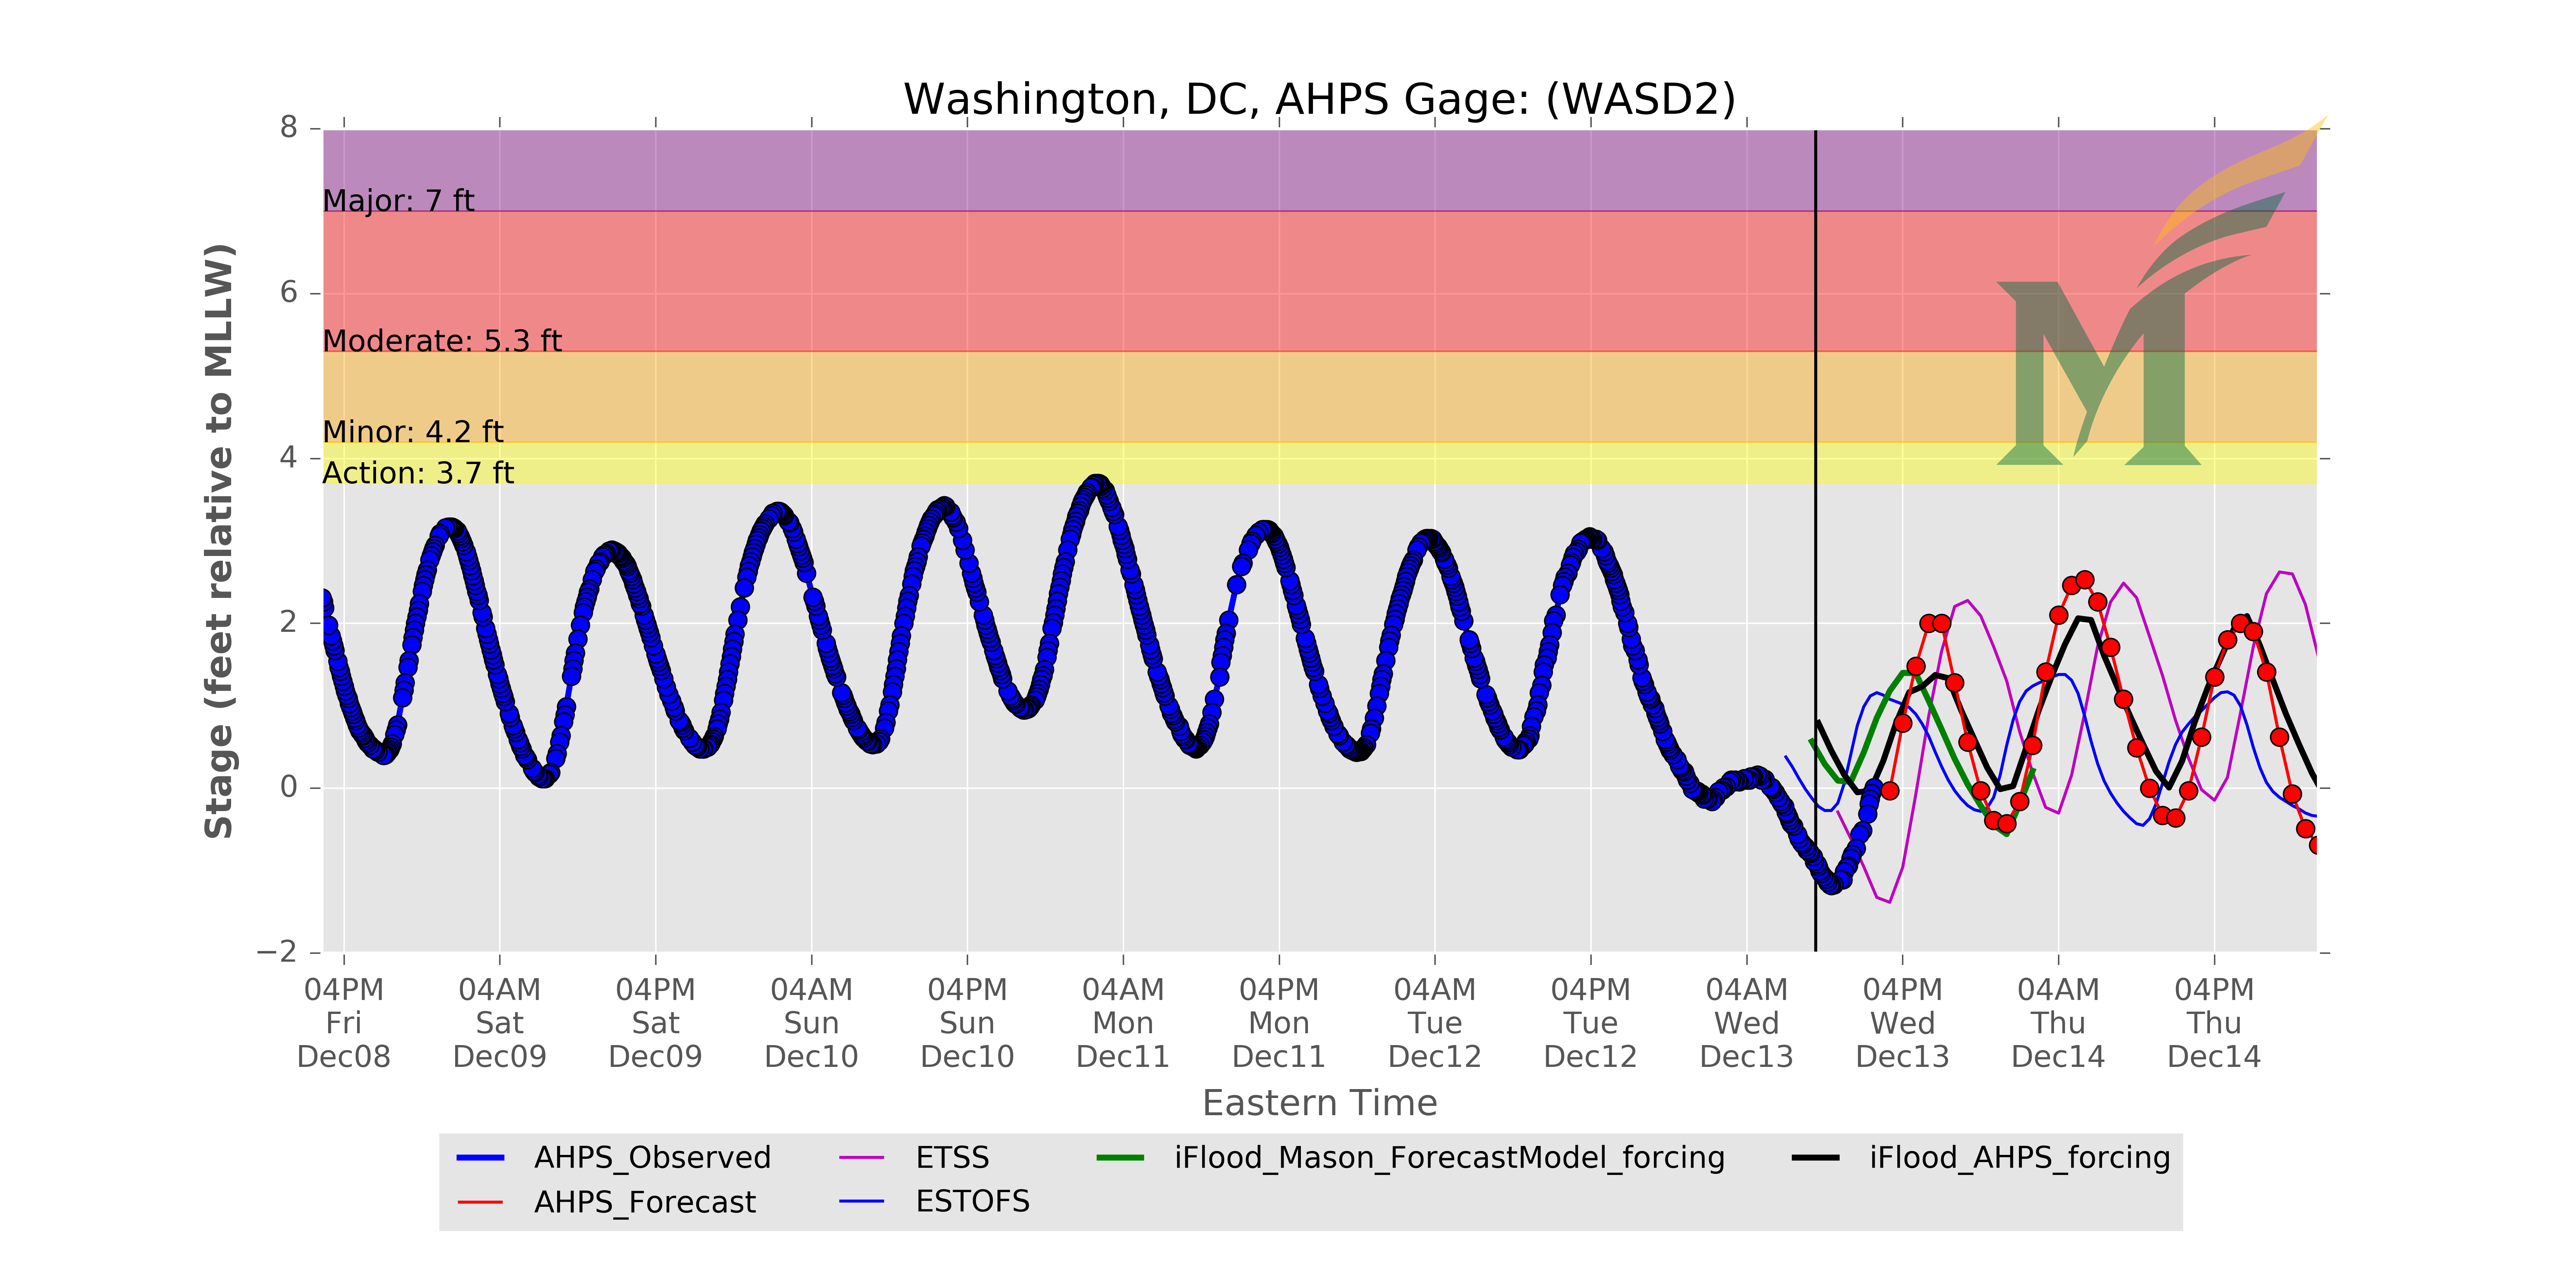 Washington, DC, AHPS Gage: (WASD2)
Stage (feet relative to MLLW)
8
6
4
2
0
−2
Major: 7 ft
Moderate: 5.3 ft
Minor: 4.2 ft
Action: 3.7 ft
M
04PM 04AM 04PM 04AM 04PM 04AM 04PM 04AM 04PM 04AM 04PM 04AM 04PM
Fri Sat Sat Sun Sun Mon Mon Tue Tue Wed Wed Thu Thu
Dec08 Dec09 Dec09 Dec10 Dec10 Dec11 Dec11 Dec12 Dec12 Dec13 Dec13 Dec14 Dec14
Eastern Time
AHPS_Observed ETSS iFlood_Mason_ForecastModel_forcing iFlood_AHPS_forcing
AHPS_Forecast ESTOFS